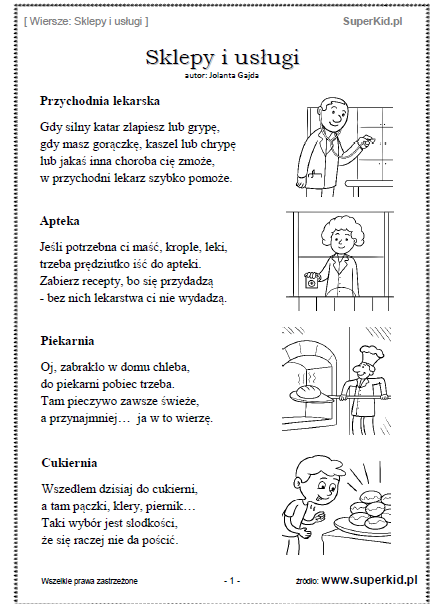 [ Wiersze: Sklepy i usługi ]
SuperKid.pl
Sklepy i usługi
autor: Jolanta Gajda
Przychodnia lekarska
Gdy silny katar złapiesz lub grypę,
gdy masz gorączkę, kaszel lub chrypę
lub jakaś inna choroba cię zmoże,
w przychodni lekarz szybko pomoże.
Apteka
Jeśli potrzebna ci maść, krople, leki,
trzeba prędziutko iść do apteki.
Zabierz recepty, bo się przydadzą
- bez nich lekarstwa ci nie wydadzą.
Piekarnia
Oj, zabrakło w domu chleba,
do piekarni pobiec trzeba.
Tam pieczywo zawsze świeże,
a przynajmniej… ja w to wierzę.
Cukiernia
Wszedłem dzisiaj do cukierni,
a tam pączki, klery, piernik…
Taki wybór jest słodkości,
że się raczej nie da pościć.
Wszelkie prawa zastrzeżone
- 1 -
źródło: www.superkid.pl